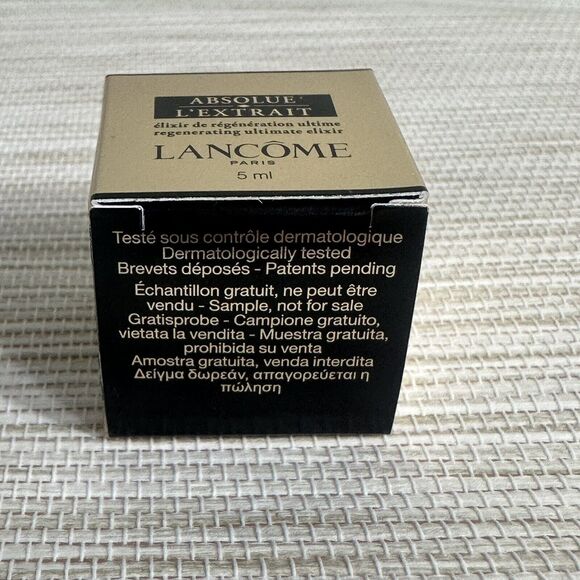 ABSOLUE
L'EXTRAIT
élixir de régénération ultime
regenerating ultimate elixir
LANCÔME
PARIS
5 ml
Testé sous contrôle dermatologique
Dermatologically tested
Brevets déposés - Patents pending
Échantillon gratuit, ne peut être
vendu - Sample, not for sale
Gratisprobe - Campione gratuito,
vietata la vendita - Muestra gratuita,
prohibida su venta
Amostra gratuita, venda interdita
Δείγμα δωρεάν, απαγορεύεται η
πώληση